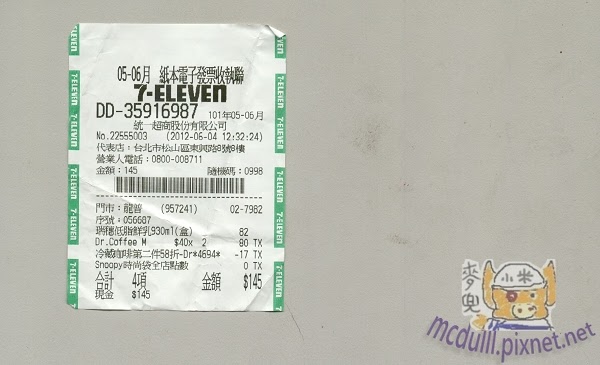 05-06月 紙本電子發票收執聯
7-ELEVEN
DD-35916987 101年05-06月
統一超商股份有限公司
No.22555003 (2012-06-04 12:32:24)
代表店：台北市松山區東興路8號8樓
營業人電話：0800-008711
金額：145 隨機碼：0998
門市：龍普 (957241) 02-7982
序號：056687
瑞穗低脂鮮乳930ml(盒) 82
Dr.Coffee M $40x 2 80 TX
冷藏咖啡第二件58折-Dr*4694* -17 TX
Snoopy時尚袋全店點數 0 TX
合計 4項 金額 $145
現金 $145
麥兜
小米
mcdull.pixnet.net